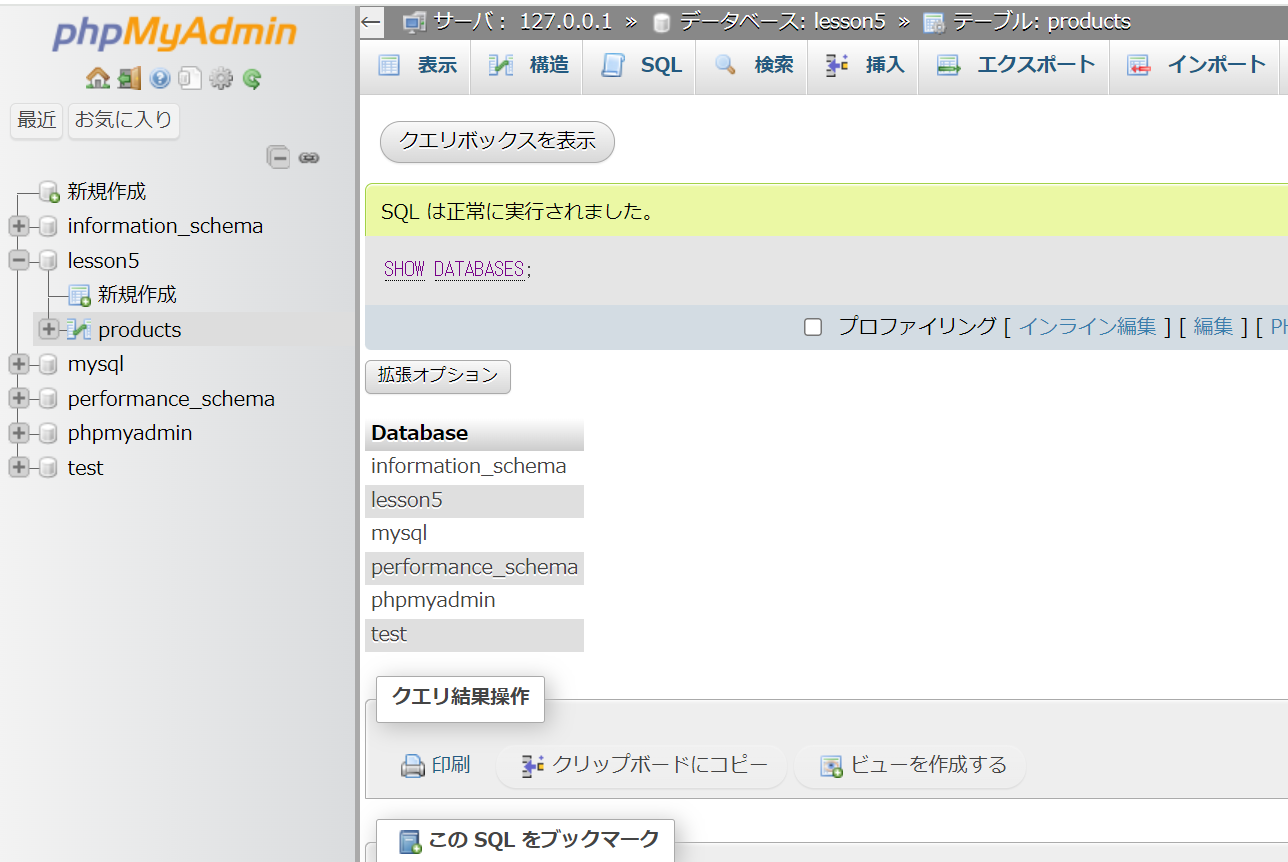 phpMyAdmin
最近 お気に入り
新規作成
information_schema
lesson5
新規作成
products
mysql
performance_schema
phpmyadmin
test
サーバ: 127.0.0.1 » データベース: lesson5 » テーブル: products
表示 構造 SQL 検索 挿入 エクスポート インポート
クエリボックスを表示
SQL は正常に実行されました。
SHOW DATABASES;
プロファイリング [ インライン編集 ] [ 編集 ] [ PH
拡張オプション
Database
information_schema
lesson5
mysql
performance_schema
phpmyadmin
test
クエリ結果操作
印刷 クリップボードにコピー ビューを作成する
この SQL をブックマーク